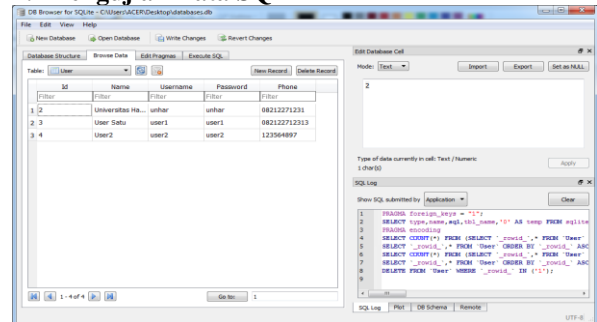 DB Browser for SQLite - C:\Users\ACER\Desktop\databases.db
File Edit View Help
New Database Open Database Write Changes Revert Changes
Database Structure Browse Data Edit Pragmas Execute SQL
Table: User New Record Delete Record
Id Name Username Password Phone
Filter Filter Filter Filter Filter
1 2 Universitas Ha... unhar unhar 08212271231
2 3 User Satu user1 user1 082122712313
3 4 User2 user2 user2 123564897
1 - 4 of 4 Go to: 1
Edit Database Cell
Mode: Text Import Export Set as NULL
2
Type of data currently in cell: Text / Numeric
1 char(s)
Apply
SQL Log
Show SQL submitted by Application Clear
1 PRAGMA foreign_keys = "1";
2 SELECT type,name,sql,tbl_name,'0' AS temp FROM sqlite
3 PRAGMA encoding
4 SELECT COUNT(*) FROM (SELECT `_rowid_`,* FROM `User`
5 SELECT `_rowid_`,* FROM `User` ORDER BY `_rowid_` ASC
6 SELECT COUNT(*) FROM (SELECT `_rowid_`,* FROM `User`
7 SELECT `_rowid_`,* FROM `User` ORDER BY `_rowid_` ASC
8 DELETE FROM `User` WHERE `_rowid_` IN ('1');
9
SQL Log Plot DB Schema Remote
UTF-8